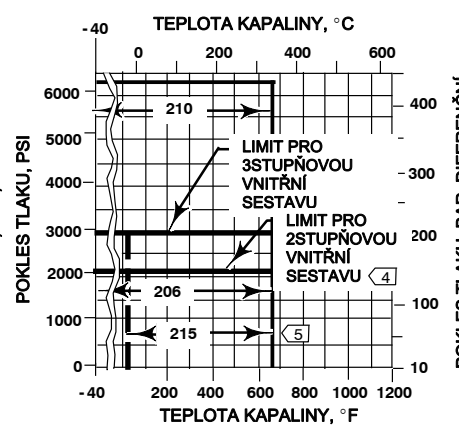 TEPLOTA KAPALINY, °C
-40
0 100 200 300 400 600
6000
5000
4000
3000
2000
1000
0
POKLES TLAKU, PSI
210
LIMIT PRO
3STUPŇOVOU
VNITŘNÍ
SESTAVU
LIMIT PRO
2STUPŇOVOU
VNITŘNÍ
SESTAVU 4
206
215
5
400
300
200
100
10
POKLES TLAKU, BAR, DIFERENČNÍ
-40 200 400 600 800 1000 1200
TEPLOTA KAPALINY, °F